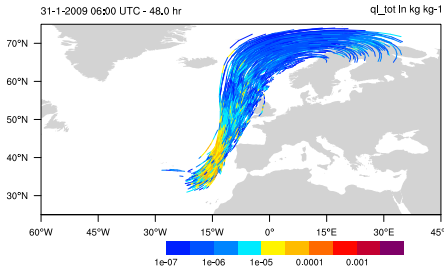 31-1-2009 06:00 UTC - 48.0 hr
ql_tot ln kg kg-1
70°N
60°N
50°N
40°N
30°N
60°W 45°W 30°W 15°W 0°E 15°E 30°E 45°E
1e-07 1e-06 1e-05 0.0001 0.001